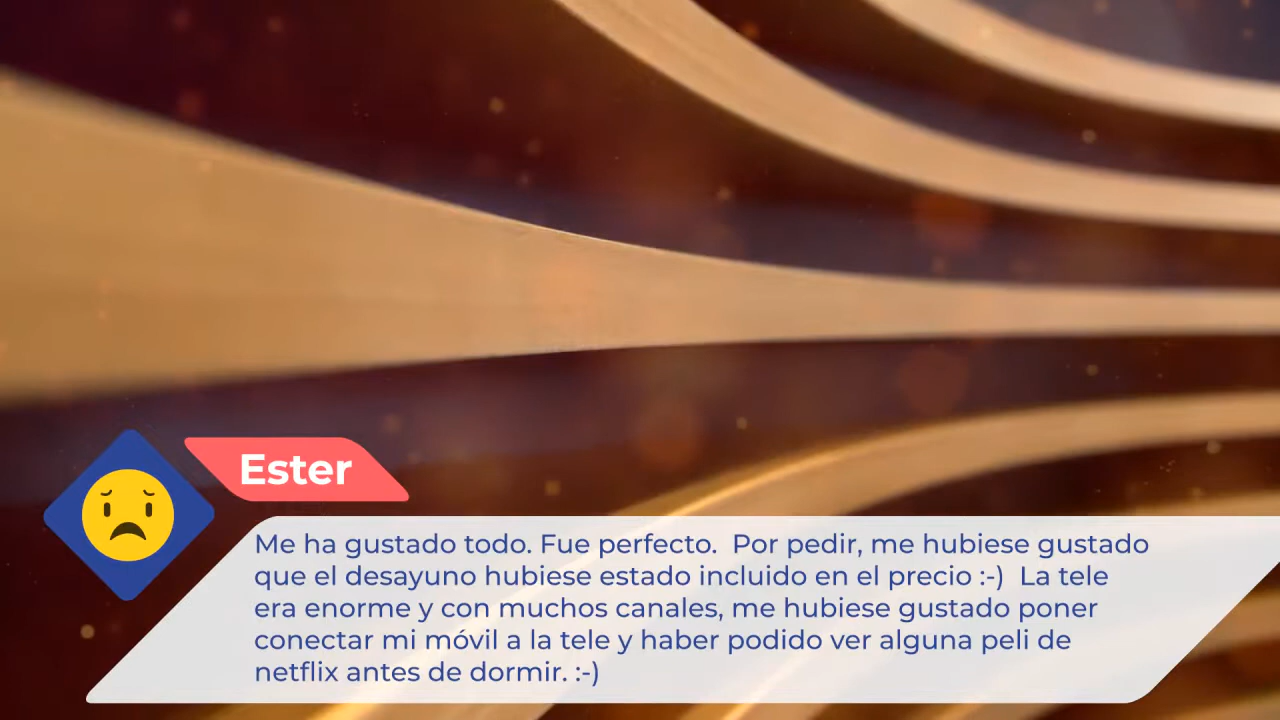 Ester
Me ha gustado todo. Fue perfecto.  Por pedir, me hubiese gustado
que el desayuno hubiese estado incluido en el precio :-)  La tele
era enorme y con muchos canales, me hubiese gustado poner
conectar mi móvil a la tele y haber podido ver alguna peli de
netflix antes de dormir. :-)